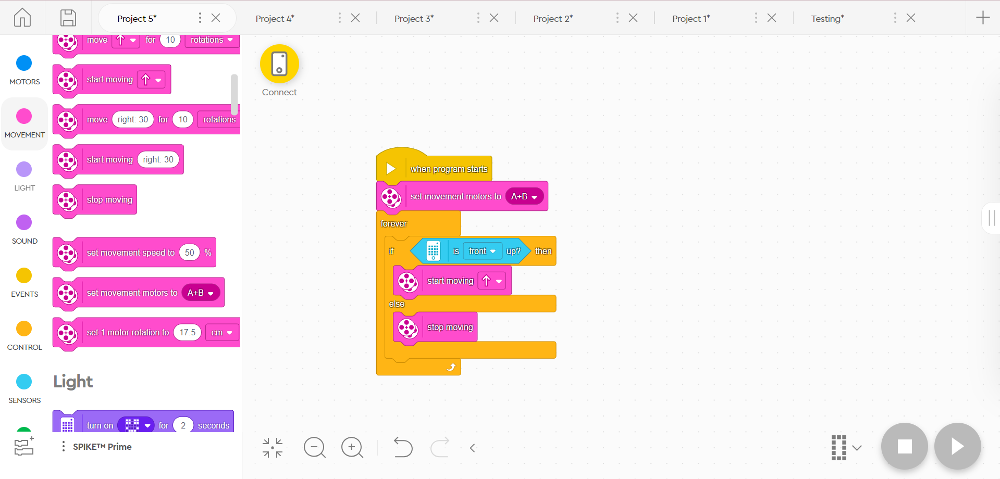 Project 5*
Project 4*
Project 3*
Project 2*
Project 1*
Testing*
MOTORS
MOVEMENT
LIGHT
SOUND
EVENTS
CONTROL
SENSORS
move for 10 rotations
start moving
move right: 30 for 10 rotations
start moving right: 30
stop moving
set movement speed to 50 %
set movement motors to A+B
set 1 motor rotation to 17.5 cm
Light
turn on for 2 seconds
SPIKE™ Prime
Connect
when program starts
set movement motors to A+B
forever
if is front up? then
start moving
else
stop moving